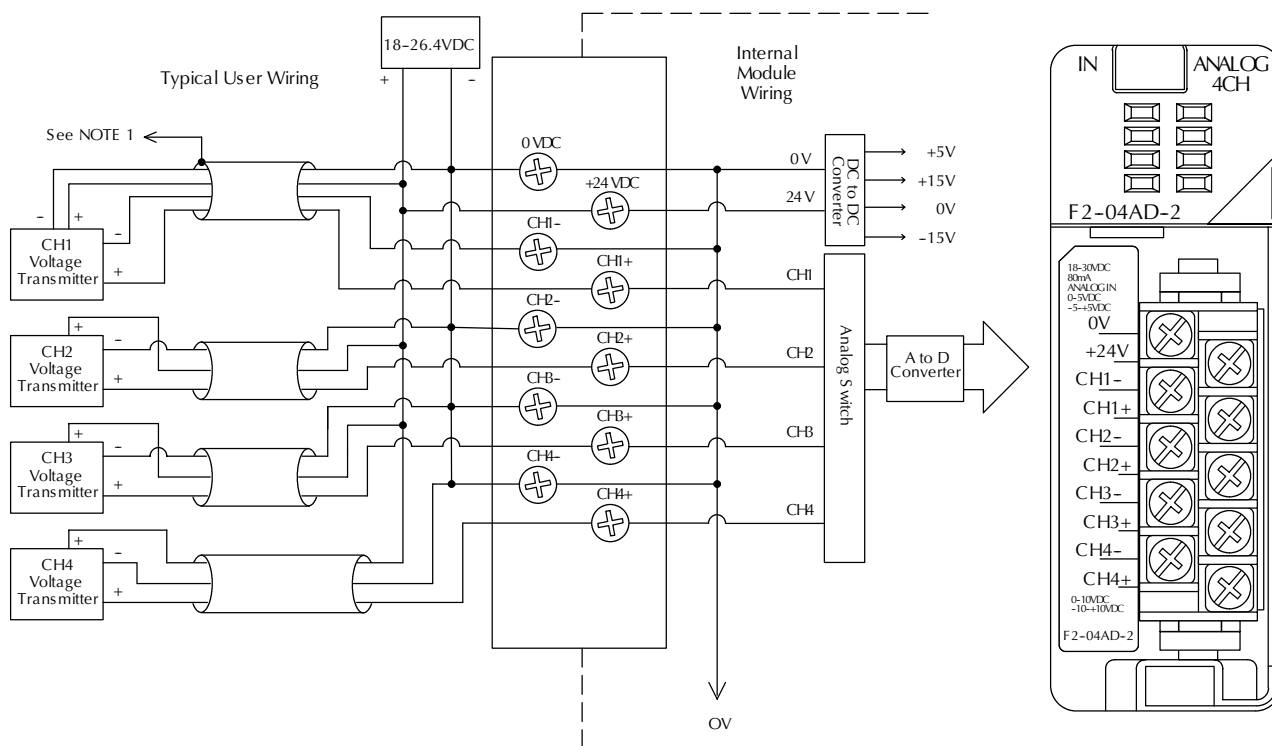 18-26.4VDC
+ -
Typical User Wiring
Internal
Module
Wiring
See NOTE 1
0 VDC
+24 VDC
CH1-
CH1+
CH2-
CH2+
CH3-
CH3+
CH4-
CH4+
- +
-
+
CH1
Voltage
Transmitter
+
-
+
CH2
Voltage
Transmitter
+
-
+
CH3
Voltage
Transmitter
+
-
+
CH4
Voltage
Transmitter
0 V
24 V
CH1
CH2
CH3
CH4
DC to DC
Converter
+5V
+15V
0V
-15V
Analog Switch
A to D
Converter
OV
IN
ANALOG
4CH
F2-04AD-2
18-30VDC
80mA
ANALOG IN
0-5VDC
-5-+5VDC
0V
+24V
CH1-
CH1+
CH2-
CH2+
CH3-
CH3+
CH4-
CH4+
0-10VDC
-10-+10VDC
F2-04AD-2